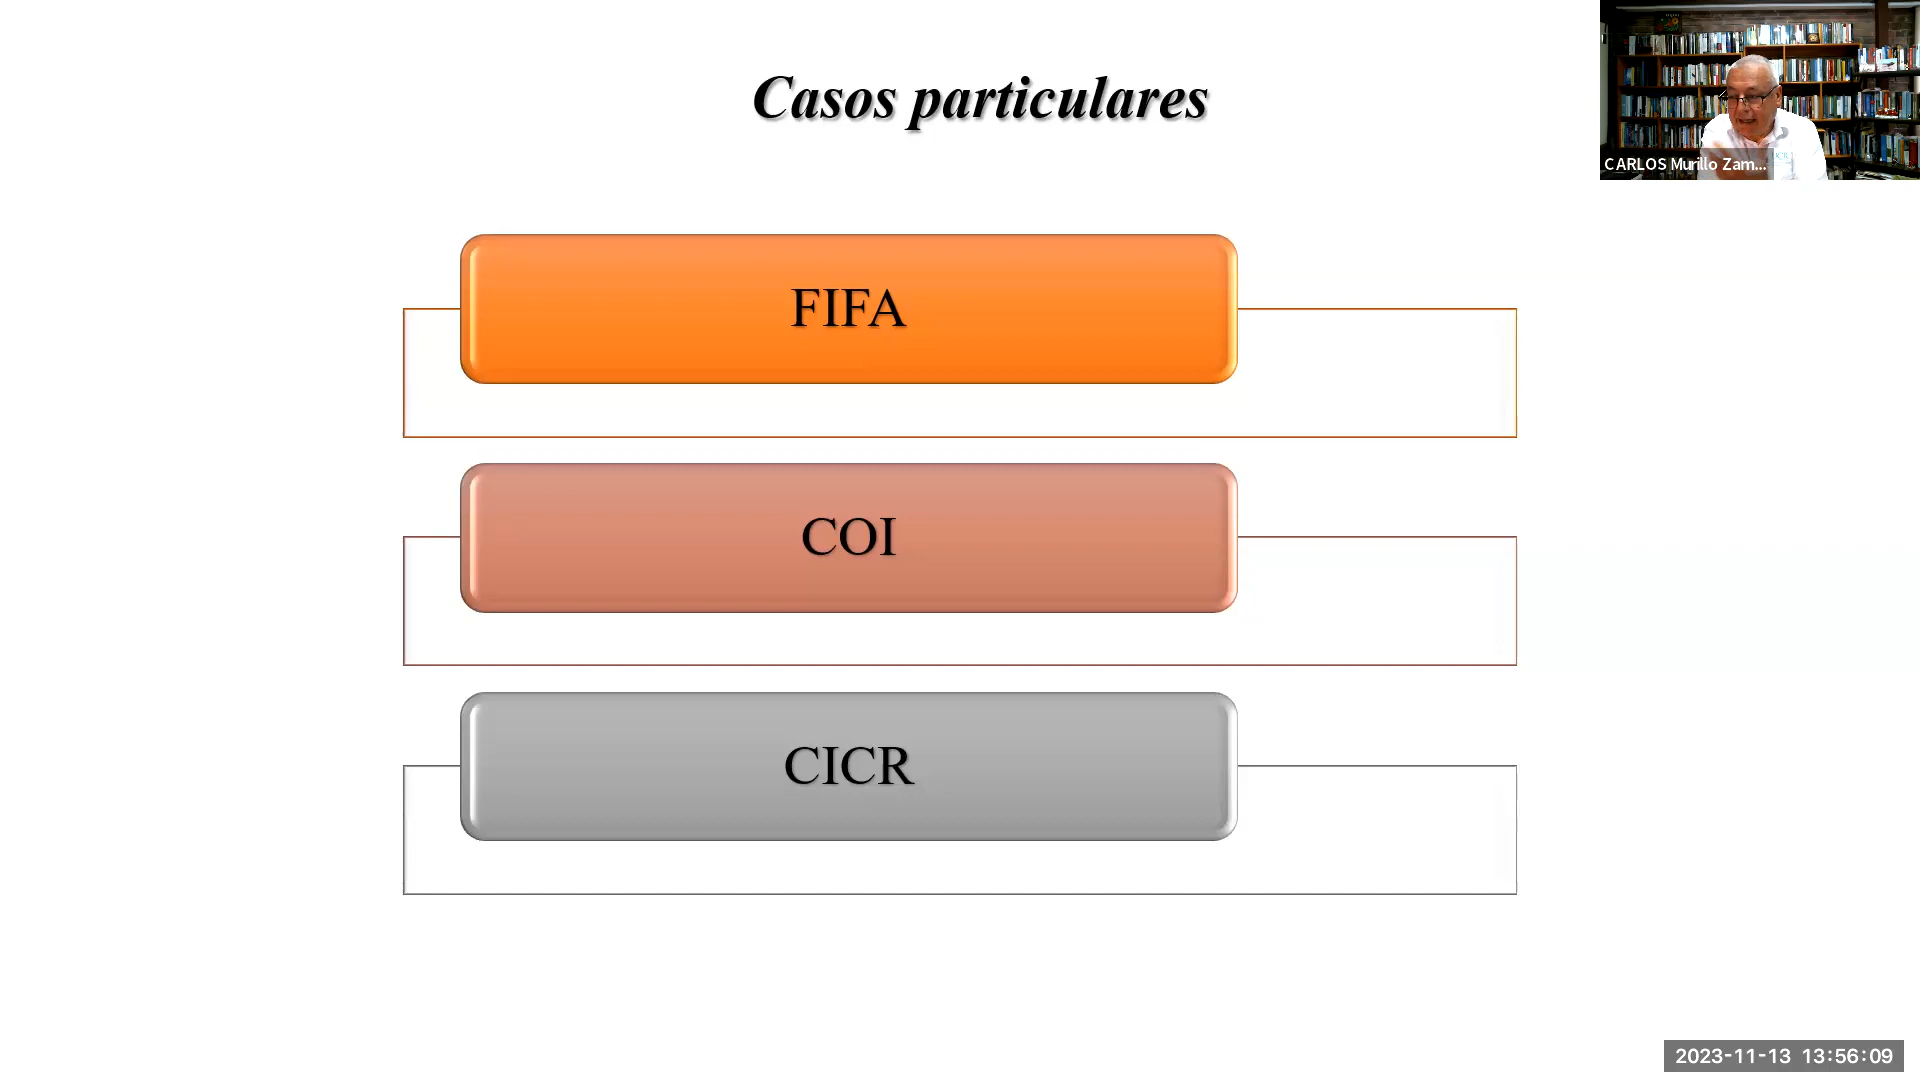 Casos particulares
CARLOS Murillo Zam...
FIFA
COI
CICR
2023-11-13 13:56:09